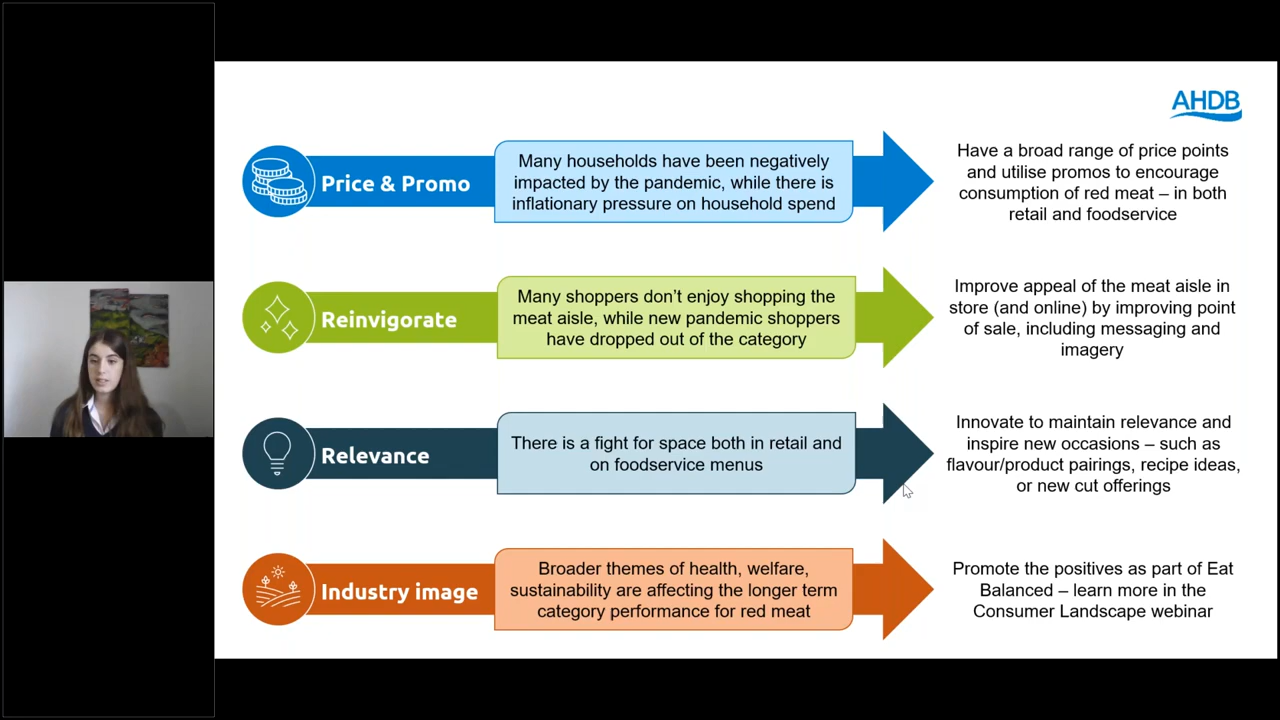 AHDB
Price & Promo
Many households have been negatively
impacted by the pandemic, while there is
inflationary pressure on household spend
Have a broad range of price points
and utilise promos to encourage
consumption of red meat – in both
retail and foodservice
Reinvigorate
Many shoppers don't enjoy shopping the
meat aisle, while new pandemic shoppers
have dropped out of the category
Improve appeal of the meat aisle in
store (and online) by improving point
of sale, including messaging and
imagery
Relevance
There is a fight for space both in retail and
on foodservice menus
Innovate to maintain relevance and
inspire new occasions – such as
flavour/product pairings, recipe ideas,
or new cut offerings
Industry image
Broader themes of health, welfare,
sustainability are affecting the longer term
category performance for red meat
Promote the positives as part of Eat
Balanced – learn more in the
Consumer Landscape webinar